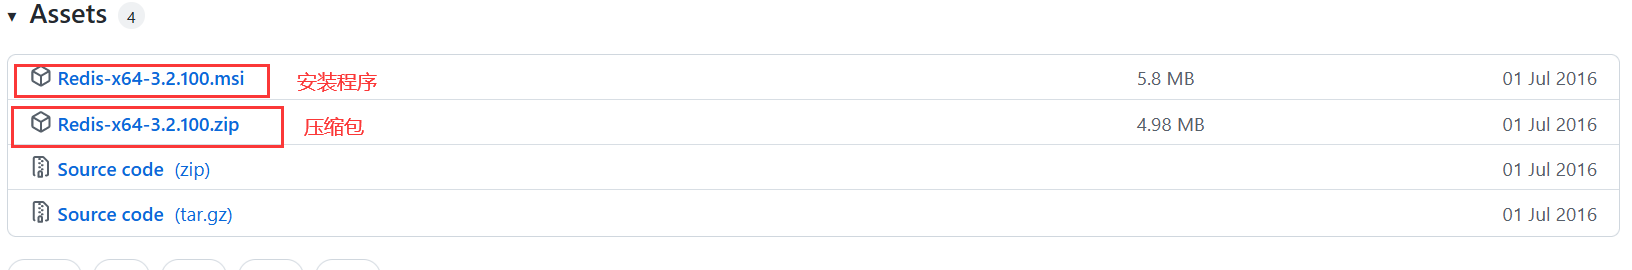 Assets 4
Redis-x64-3.2.100.msi 安装程序 5.8 MB 01 Jul 2016
Redis-x64-3.2.100.zip 压缩包 4.98 MB 01 Jul 2016
Source code (zip) 01 Jul 2016
Source code (tar.gz) 01 Jul 2016